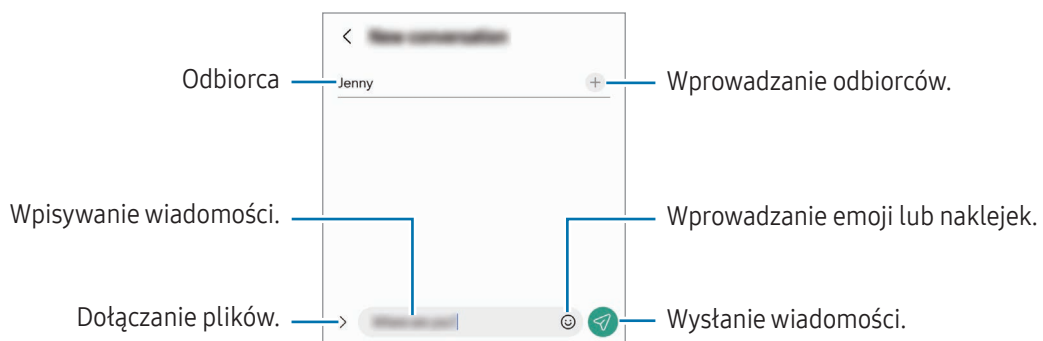 Odbiorca
Jenny
Wprowadzanie odbiorców.
Wpisywanie wiadomości.
Wprowadzanie emoji lub naklejek.
Dołączanie plików.
Wysłanie wiadomości.